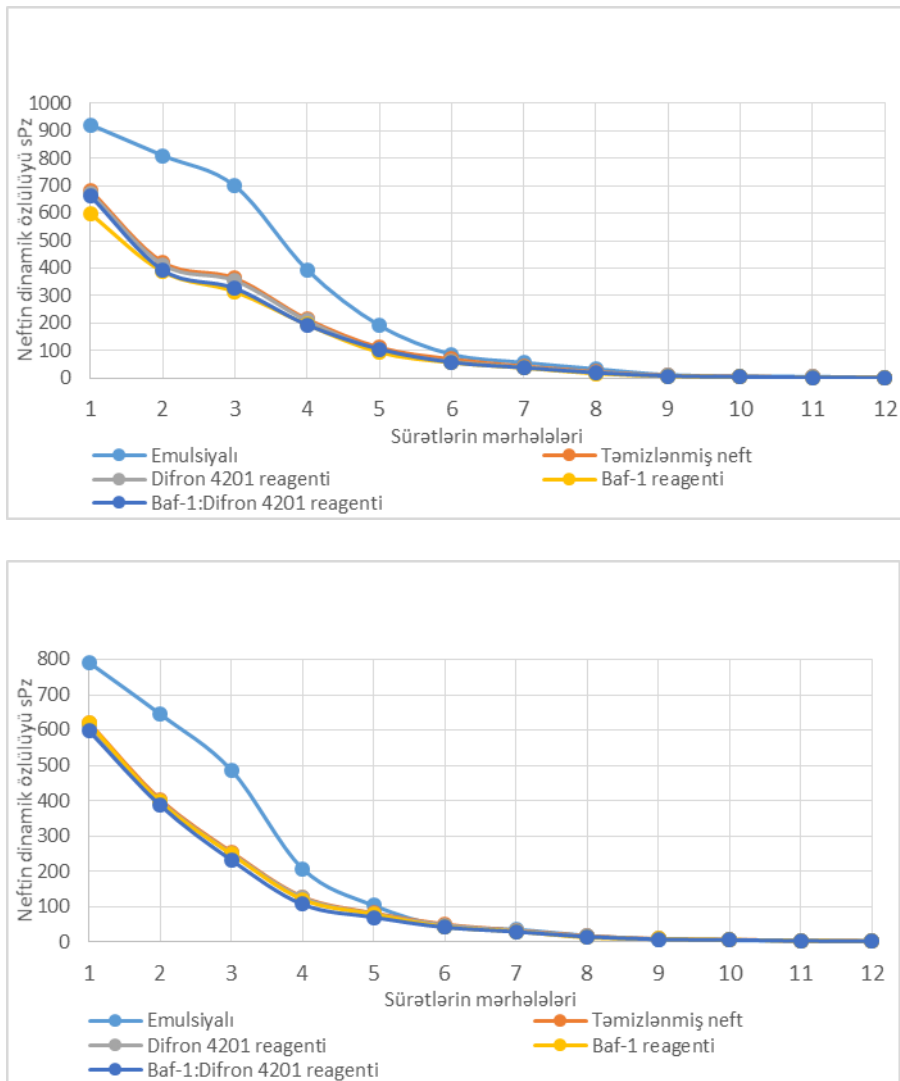 Neftin dinamik özlülüyü sPz
1000
900
800
700
600
500
400
300
200
100
0
1 2 3 4 5 6 7 8 9 10 11 12
Sürətlərin mərhələləri
Emulsiyalı Təmizlənmiş neft
Difron 4201 reagenti Baf-1 reagenti
Baf-1:Difron 4201 reagenti
Neftin dinamik özlülüyü sPz
800
700
600
500
400
300
200
100
0
1 2 3 4 5 6 7 8 9 10 11 12
Sürətlərin mərhələləri
Emulsiyalı Təmizlənmiş neft
Difron 4201 reagenti Baf-1 reagenti
Baf-1:Difron 4201 reagenti